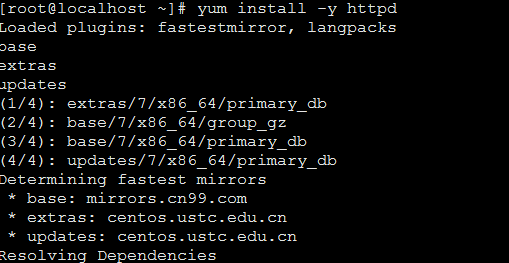 [root@localhost ~]# yum install -y httpd
Loaded plugins: fastestmirror, langpacks
base
extras
updates
(1/4): extras/7/x86_64/primary_db
(2/4): base/7/x86_64/group_gz
(3/4): base/7/x86_64/primary_db
(4/4): updates/7/x86_64/primary_db
Determining fastest mirrors
 * base: mirrors.cn99.com
 * extras: centos.ustc.edu.cn
 * updates: centos.ustc.edu.cn
Resolving Dependencies